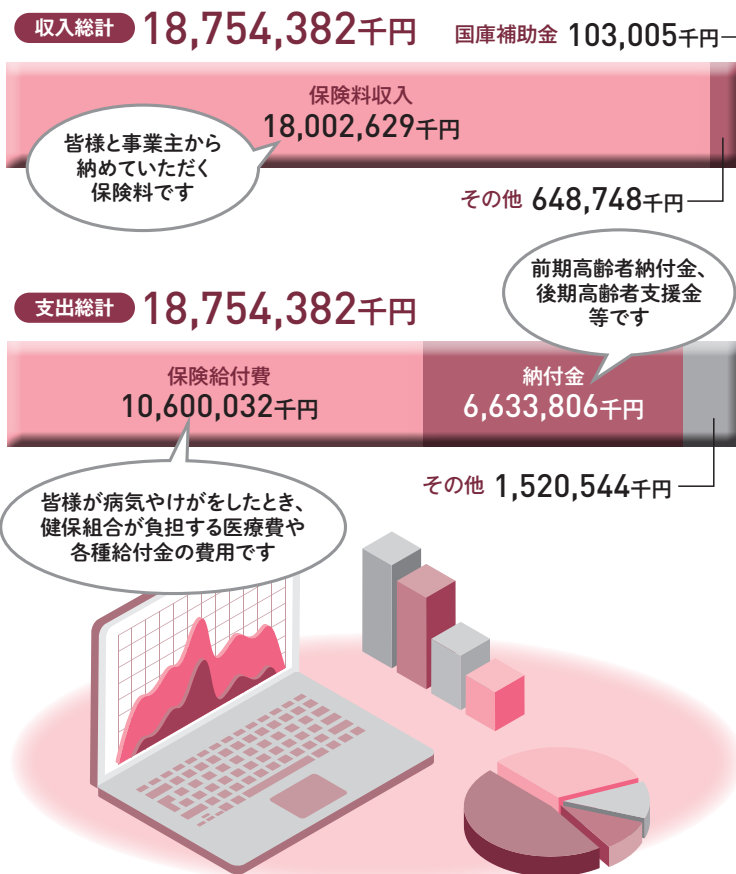 収入総計 18,754,382千円
国庫補助金 103,005千円
保険料収入
18,002,629千円
皆様と事業主から
納めていただく
保険料です
その他 648,748千円
支出総計 18,754,382千円
前期高齢者納付金、
後期高齢者支援金
等です
保険給付費
10,600,032千円
納付金
6,633,806千円
その他 1,520,544千円
皆様が病気やけがをしたとき、
健保組合が負担する医療費や
各種給付金の費用です